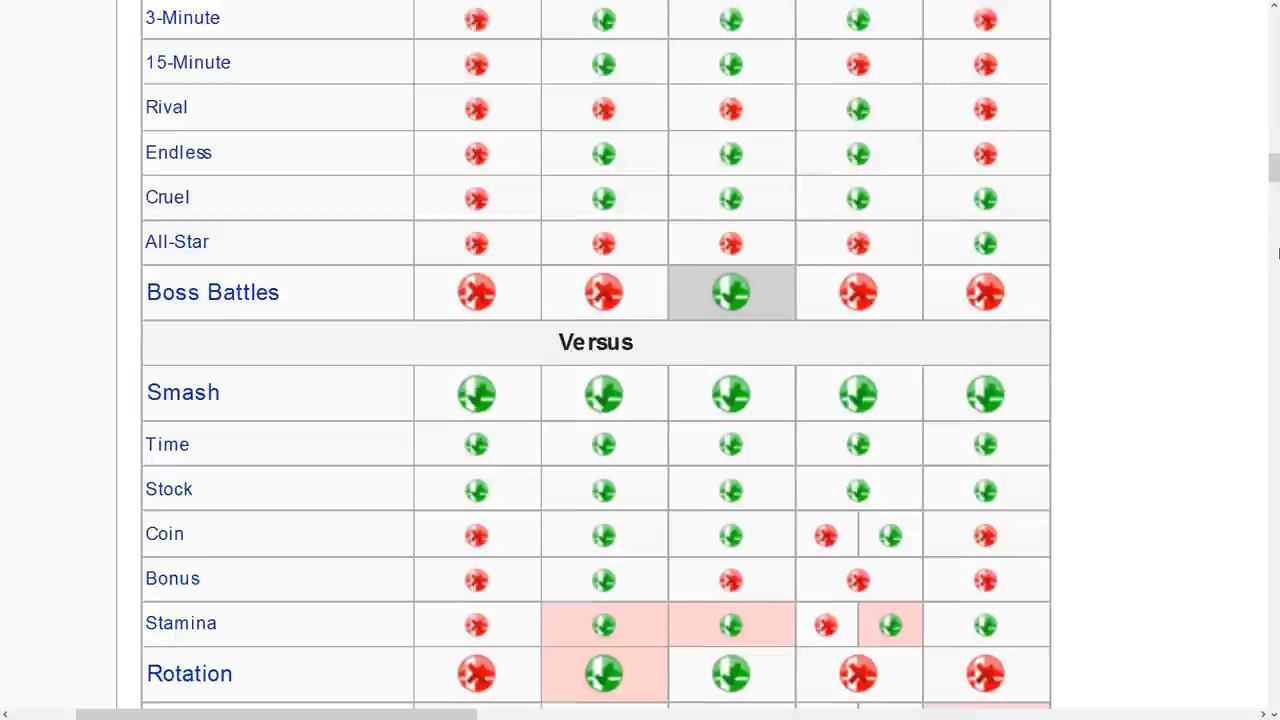 3-Minute
15-Minute
Rival
Endless
Cruel
All-Star
Boss Battles
Versus
Smash
Time
Stock
Coin
Bonus
Stamina
Rotation